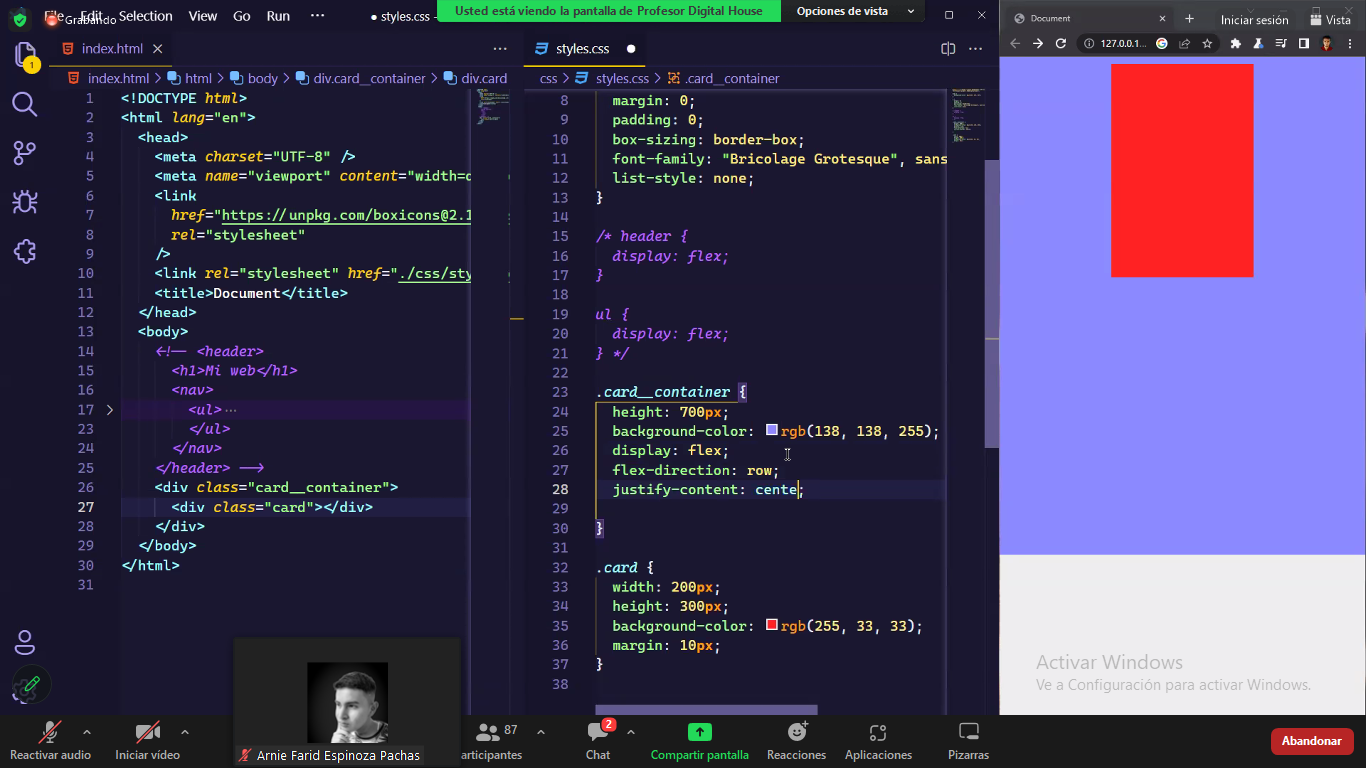 File Edit Selection View Go Run ··· ● styles.css -
Grabando
Usted está viendo la pantalla de Profesor Digital House
Opciones de vista
Document
Iniciar sesión
Vista
127.0.0.1...
index.html
styles.css
index.html > html > body > div.card__container > div.card
css > styles.css > .card__container
1 <!DOCTYPE html>
2 <html lang="en">
3 <head>
4 <meta charset="UTF-8" />
5 <meta name="viewport" content="width=d
6 <link
7 href="https://unpkg.com/boxicons@2.1
8 rel="stylesheet"
9 />
10 <link rel="stylesheet" href="./css/sty
11 <title>Document</title>
12 </head>
13 <body>
14 <!-- <header>
15 <h1>Mi web</h1>
16 <nav>
17 <ul>···
23 </ul>
24 </nav>
25 </header> -->
26 <div class="card__container">
27 <div class="card"></div>
28 </div>
29 </body>
30 </html>
31
8 margin: 0;
9 padding: 0;
10 box-sizing: border-box;
11 font-family: "Bricolage Grotesque", sans
12 list-style: none;
13 }
14
15 /* header {
16 display: flex;
17 }
18
19 ul {
20 display: flex;
21 } */
22
23 .card__container {
24 height: 700px;
25 background-color: rgb(138, 138, 255);
26 display: flex;
27 flex-direction: row;
28 justify-content: cente;
29
30 }
31
32 .card {
33 width: 200px;
34 height: 300px;
35 background-color: rgb(255, 33, 33);
36 margin: 10px;
37 }
38
1
Activar Windows
Ve a Configuración para activar Windows.
Arnie Farid Espinoza Pachas
Reactivar audio
Iniciar vídeo
articipantes
87
Chat
2
Compartir pantalla
Reacciones
Aplicaciones
Pizarras
Abandonar